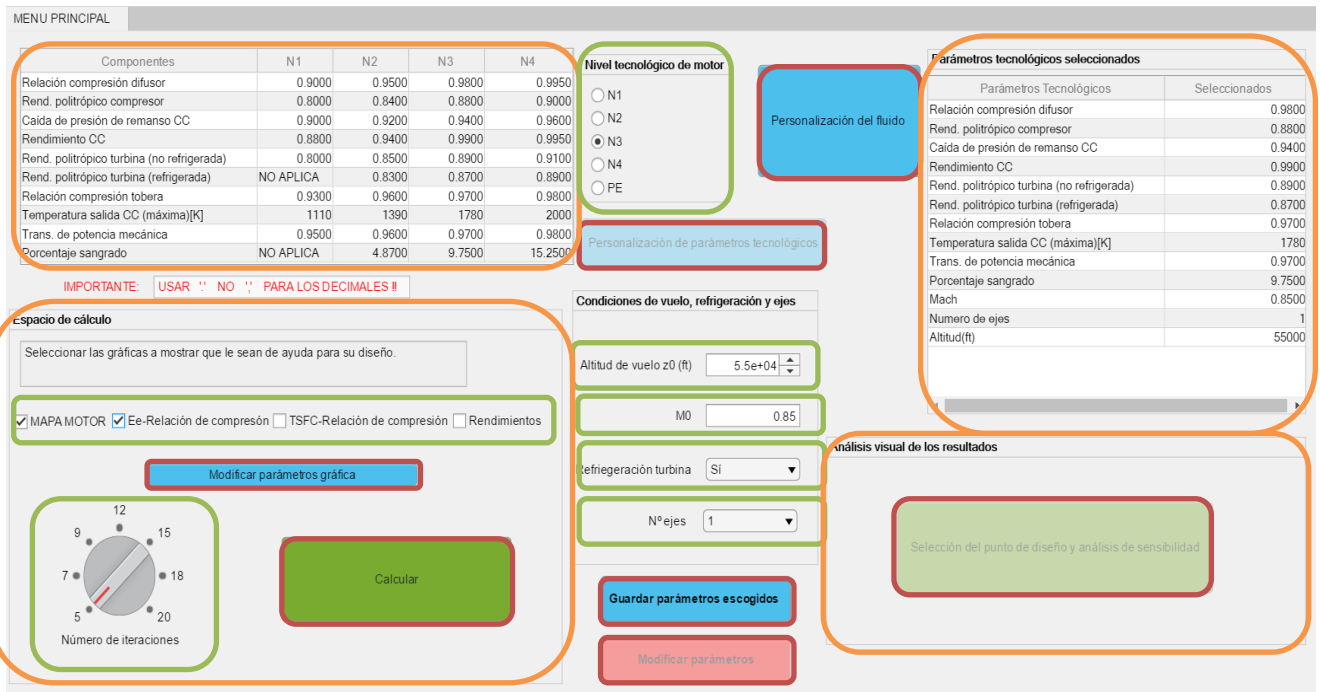 MENU PRINCIPAL
Componentes N1 N2 N3 N4
Relación compresión difusor 0.9000 0.9500 0.9800 0.9950
Rend. politrópico compresor 0.8000 0.8400 0.8800 0.9000
Caída de presión de remanso CC 0.9000 0.9200 0.9400 0.9600
Rendimiento CC 0.8800 0.9400 0.9900 0.9950
Rend. politrópico turbina (no refrigerada) 0.8000 0.8500 0.8900 0.9100
Rend. politrópico turbina (refrigerada) NO APLICA 0.8300 0.8700 0.8900
Relación compresión tobera 0.9300 0.9600 0.9700 0.9800
Temperatura salida CC (máxima)[K] 1110 1390 1780 2000
Trans. de potencia mecánica 0.9500 0.9600 0.9700 0.9800
Porcentaje sangrado NO APLICA 4.8700 9.7500 15.2500
IMPORTANTE: USAR '.' NO ',' PARA LOS DECIMALES !!
Nivel tecnológico de motor
N1
N2
N3
N4
PE
Personalización del fluido
Personalización de parámetros tecnológicos
Parámetros tecnológicos seleccionados
Parámetros Tecnológicos Seleccionados
Relación compresión difusor 0.9800
Rend. politrópico compresor 0.8800
Caída de presión de remanso CC 0.9400
Rendimiento CC 0.9900
Rend. politrópico turbina (no refrigerada) 0.8900
Rend. politrópico turbina (refrigerada) 0.8700
Relación compresión tobera 0.9700
Temperatura salida CC (máxima)[K] 1780
Trans. de potencia mecánica 0.9700
Porcentaje sangrado 9.7500
Mach 0.8500
Numero de ejes 1
Altitud(ft) 55000
Espacio de cálculo
Seleccionar las gráficas a mostrar que le sean de ayuda para su diseño.
MAPA MOTOR Ee-Relación de compresón TSFC-Relación de compresión Rendimientos
Modificar parámetros gráfica
12
9 15
7 18
5 20
Número de iteraciones
Calcular
Condiciones de vuelo, refrigeración y ejes
Altitud de vuelo z0 (ft) 5.5e+04
M0 0.85
Refriegeración turbina Sí
Nº ejes 1
Guardar parámetros escogidos
Modificar parámetros
Análisis visual de los resultados
Selección del punto de diseño y análisis de sensibilidad